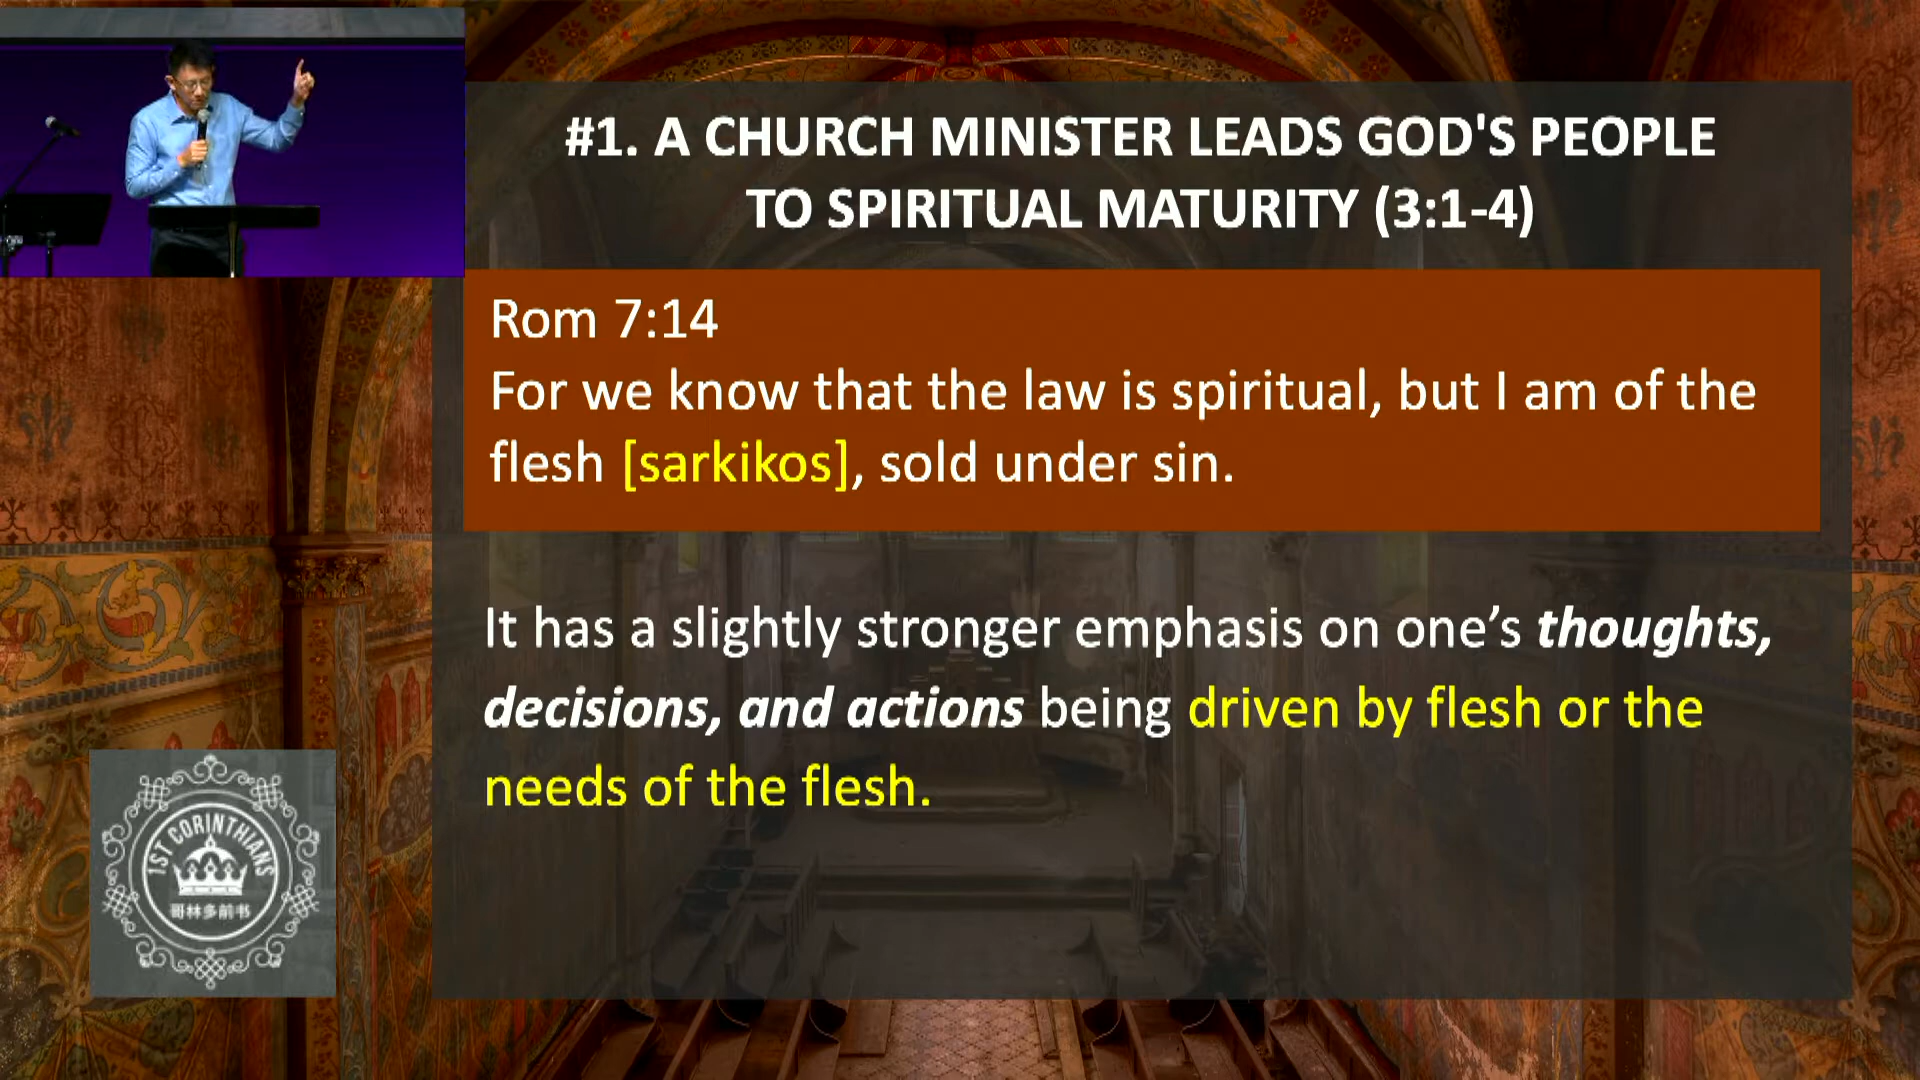 #1. A CHURCH MINISTER LEADS GOD'S PEOPLE
TO SPIRITUAL MATURITY (3:1-4)
Rom 7:14
For we know that the law is spiritual, but I am of the
flesh [sarkikos], sold under sin.
It has a slightly stronger emphasis on one’s thoughts,
decisions, and actions being driven by flesh or the
needs of the flesh.
1ST CORINTHIANS
哥林多前书